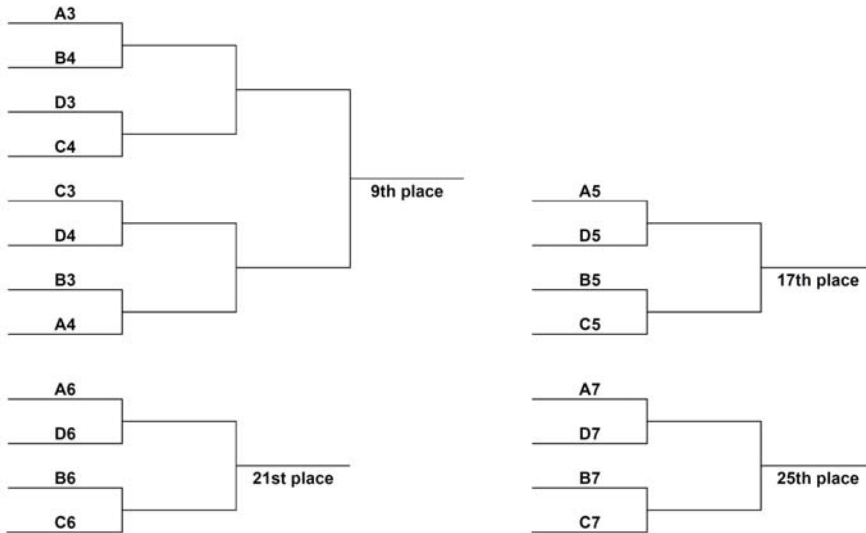 A3
B4
D3
C4
C3
D4
B3
A4
9th place
A5
D5
B5
C5
17th place
A6
D6
B6
C6
21st place
A7
D7
B7
C7
25th place